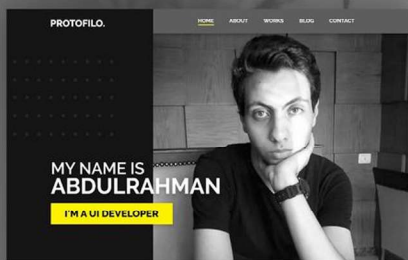 PROTOFILO.
HOME ABOUT WORKS BLOG CONTACT
MY NAME IS
ABDULRAHMAN
I'M A UI DEVELOPER